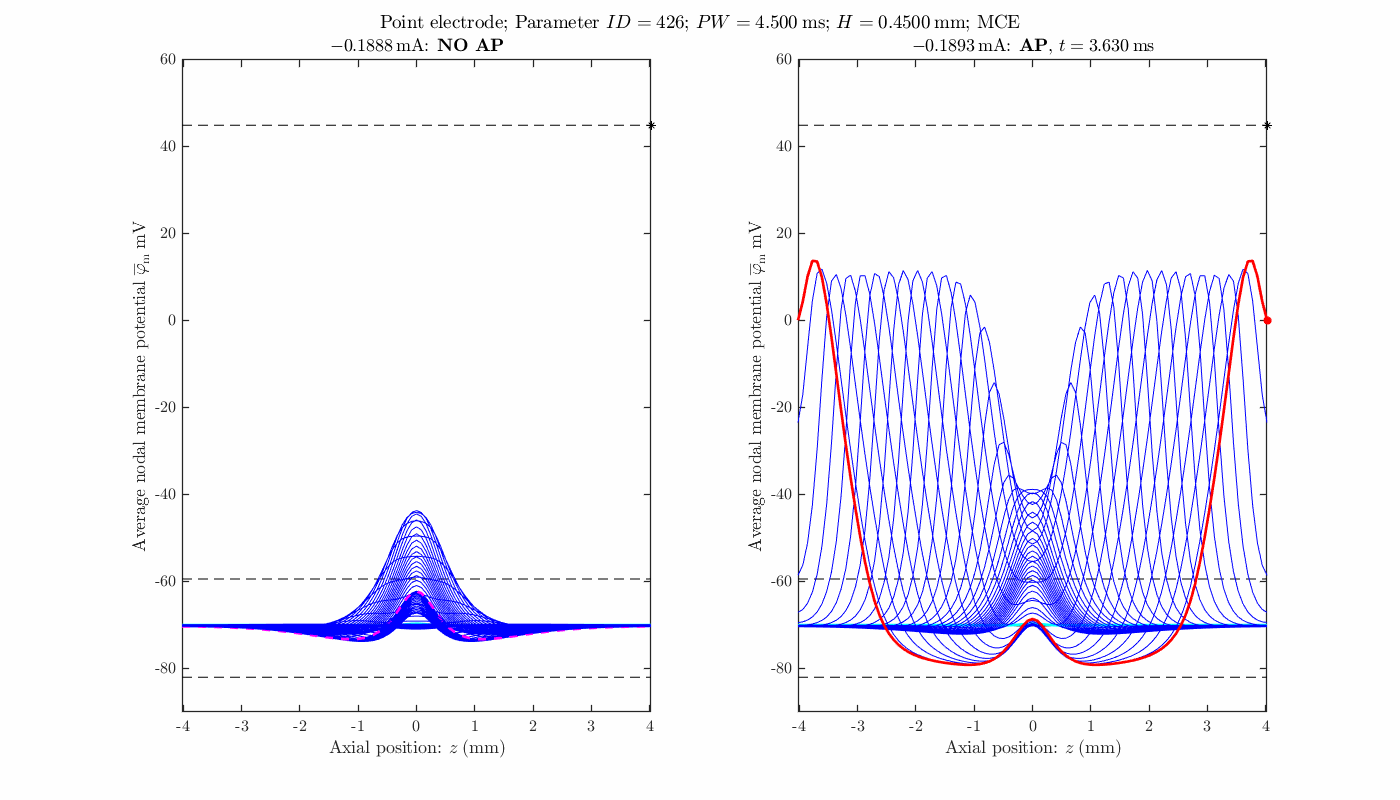 Point electrode; Parameter ID = 426; PW = 4.500 ms; H = 0.4500 mm; MCE
−0.1888 mA: NO AP
60
40
20
0
-20
-40
-60
-80
-4 -3 -2 -1 0 1 2 3 4
Axial position: z (mm)
Average nodal membrane potential φ̅m mV
−0.1893 mA: AP, t = 3.630 ms
60
40
20
0
-20
-40
-60
-80
-4 -3 -2 -1 0 1 2 3 4
Axial position: z (mm)
Average nodal membrane potential φ̅m mV